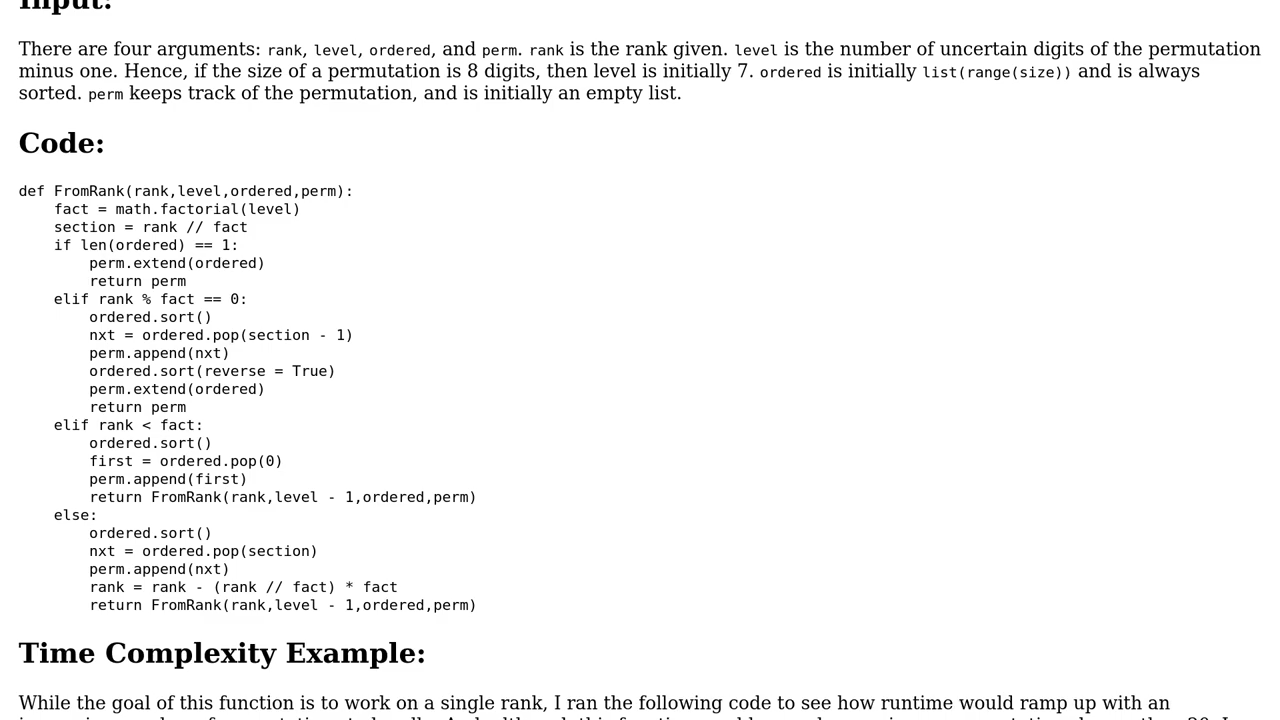 Input:
There are four arguments: rank, level, ordered, and perm. rank is the rank given. level is the number of uncertain digits of the permutation
minus one. Hence, if the size of a permutation is 8 digits, then level is initially 7. ordered is initially list(range(size)) and is always
sorted. perm keeps track of the permutation, and is initially an empty list.
Code:
def FromRank(rank,level,ordered,perm):
    fact = math.factorial(level)
    section = rank // fact
    if len(ordered) == 1:
        perm.extend(ordered)
        return perm
    elif rank % fact == 0:
        ordered.sort()
        nxt = ordered.pop(section - 1)
        perm.append(nxt)
        ordered.sort(reverse = True)
        perm.extend(ordered)
        return perm
    elif rank < fact:
        ordered.sort()
        first = ordered.pop(0)
        perm.append(first)
        return FromRank(rank,level - 1,ordered,perm)
    else:
        ordered.sort()
        nxt = ordered.pop(section)
        perm.append(nxt)
        rank = rank - (rank // fact) * fact
        return FromRank(rank,level - 1,ordered,perm)
Time Complexity Example:
While the goal of this function is to work on a single rank, I ran the following code to see how runtime would ramp up with an